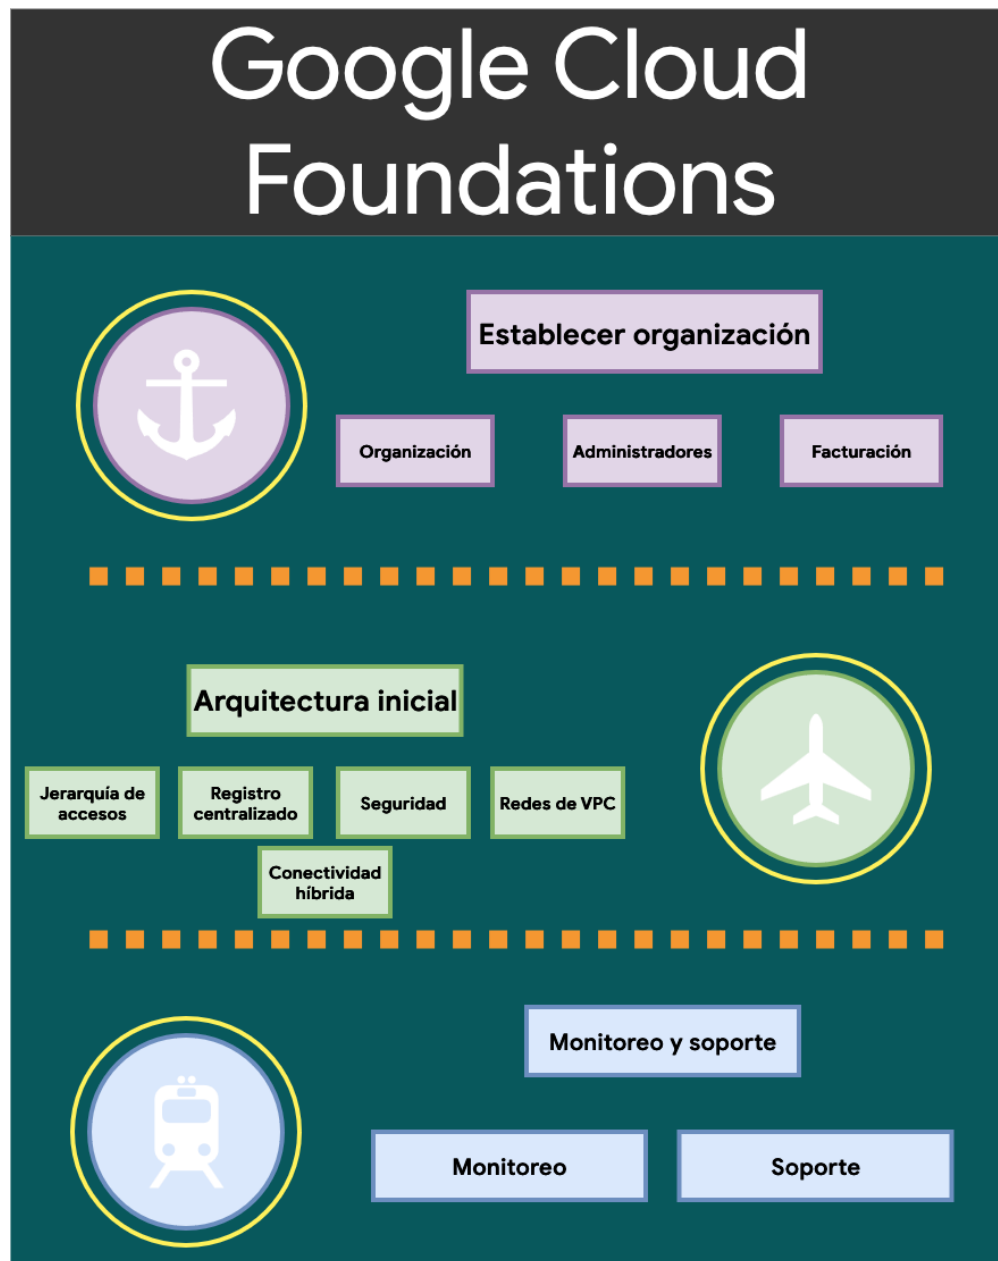 Google Cloud
Foundations
Establecer organización
Organización
Administradores
Facturación
Arquitectura inicial
Jerarquía de
accesos
Registro
centralizado
Seguridad
Redes de VPC
Conectividad
híbrida
Monitoreo y soporte
Monitoreo
Soporte